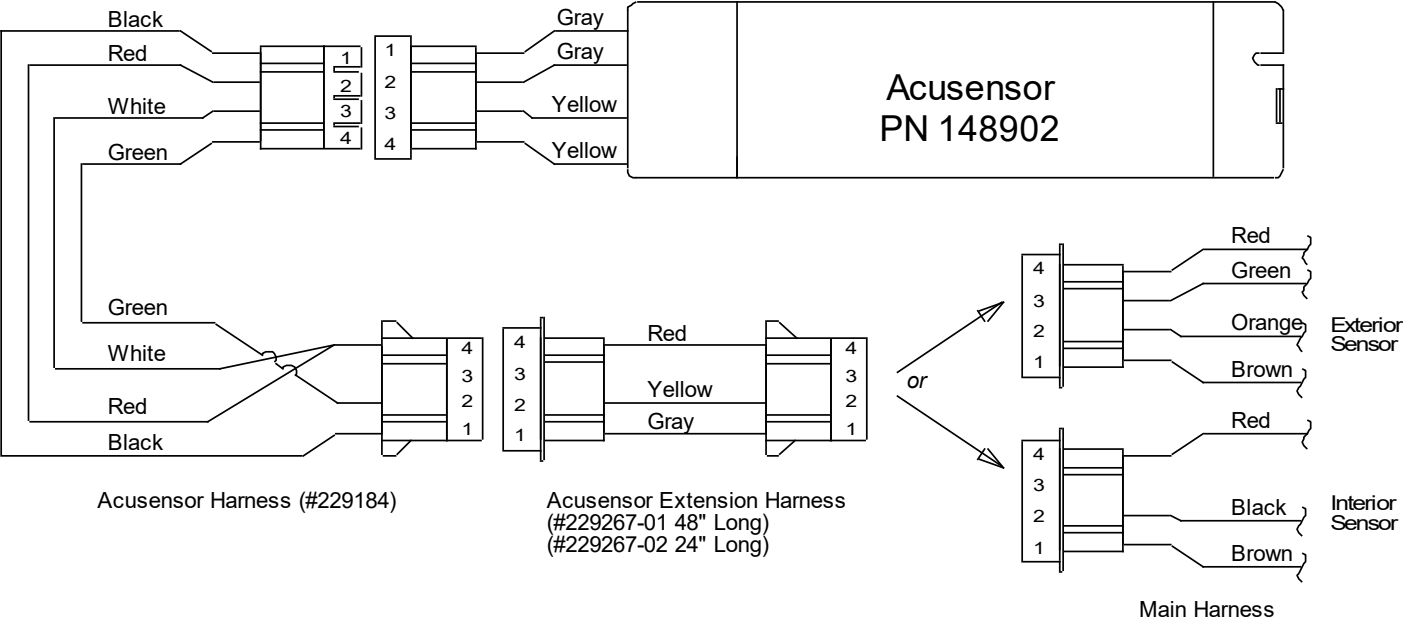 Black
Red
White
Green
1
2
3
4
1
2
3
4
Gray
Gray
Yellow
Yellow
Acusensor
PN 148902
Green
White
Red
Black
4
3
2
1
Acusensor Harness (#229184)
4
3
2
1
Red
Yellow
Gray
4
3
2
1
Acusensor Extension Harness
(#229267-01 48" Long)
(#229267-02 24" Long)
or
4
3
2
1
Red
Green
Orange
Brown
Exterior
Sensor
4
3
2
1
Red
Black
Brown
Interior
Sensor
Main Harness